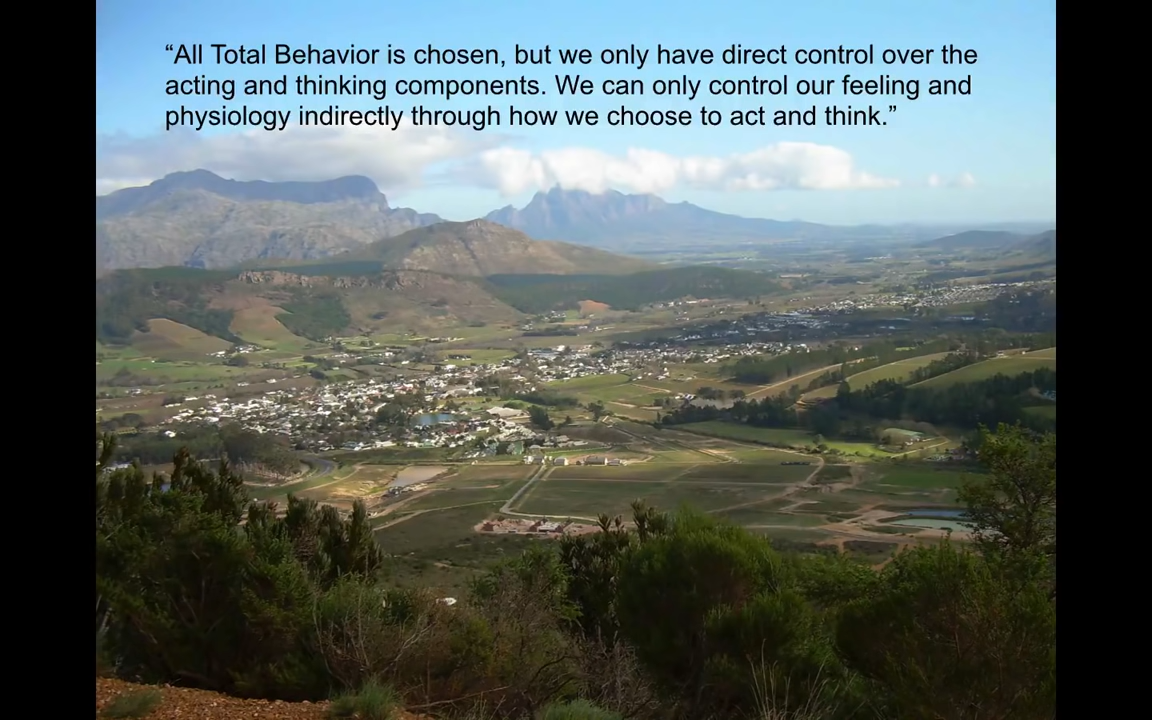 “All Total Behavior is chosen, but we only have direct control over the
acting and thinking components. We can only control our feeling and
physiology indirectly through how we choose to act and think.”